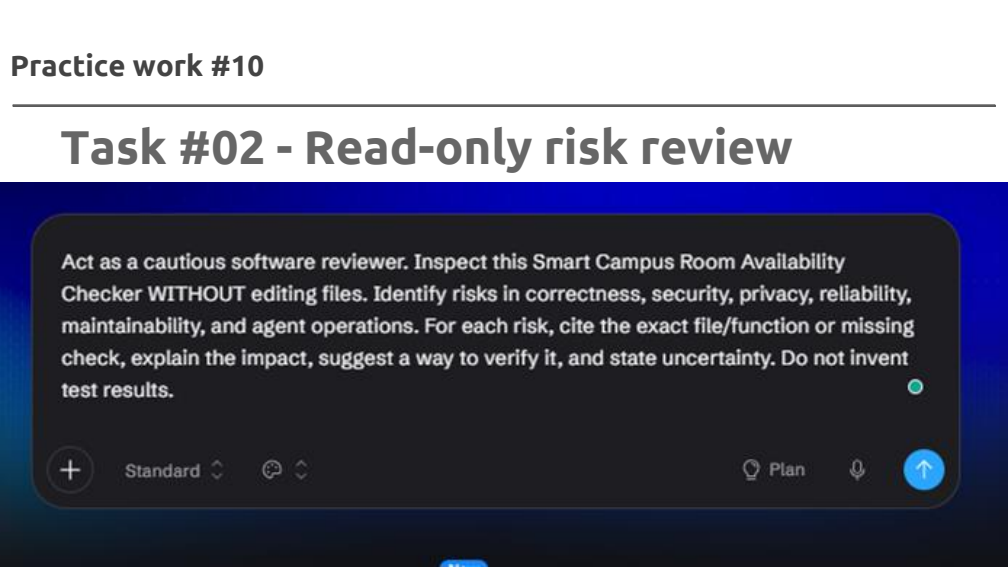 Practice work #10
Task #02 - Read-only risk review
Act as a cautious software reviewer. Inspect this Smart Campus Room Availability
Checker WITHOUT editing files. Identify risks in correctness, security, privacy, reliability,
maintainability, and agent operations. For each risk, cite the exact file/function or missing
check, explain the impact, suggest a way to verify it, and state uncertainty. Do not invent
test results.
Standard
Plan